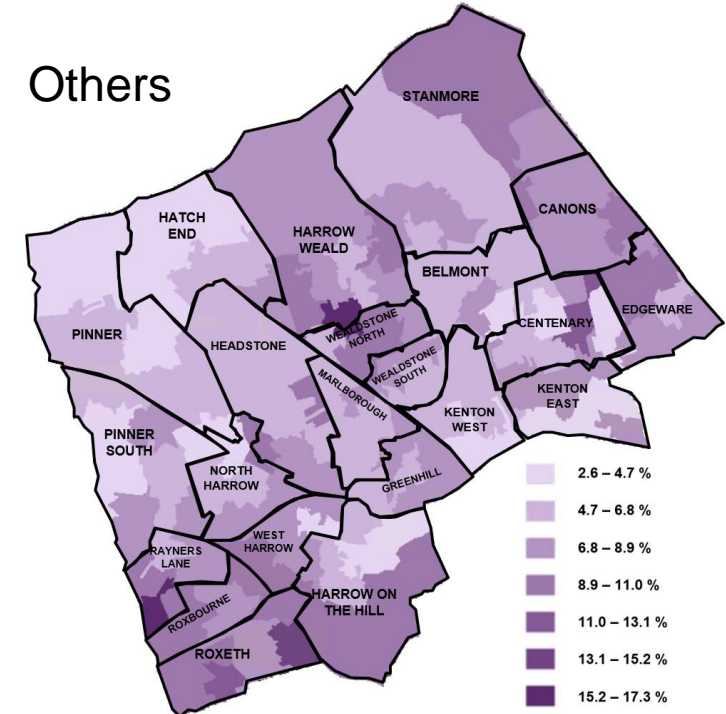 Others
STANMORE
HATCH
END
CANONS
HARROW
WEALD
BELMONT
EDGEWARE
CENTENARY
PINNER
HEADSTONE
WEALDSTONE
NORTH
WEALDSTONE
SOUTH
MARLBOROUGH
KENTON
EAST
KENTON
WEST
PINNER
SOUTH
NORTH
HARROW
GREENHILL
WEST
HARROW
RAYNERS
LANE
HARROW ON
THE HILL
ROXBOURNE
ROXETH
2.6 – 4.7 %
4.7 – 6.8 %
6.8 – 8.9 %
8.9 – 11.0 %
11.0 – 13.1 %
13.1 – 15.2 %
15.2 – 17.3 %